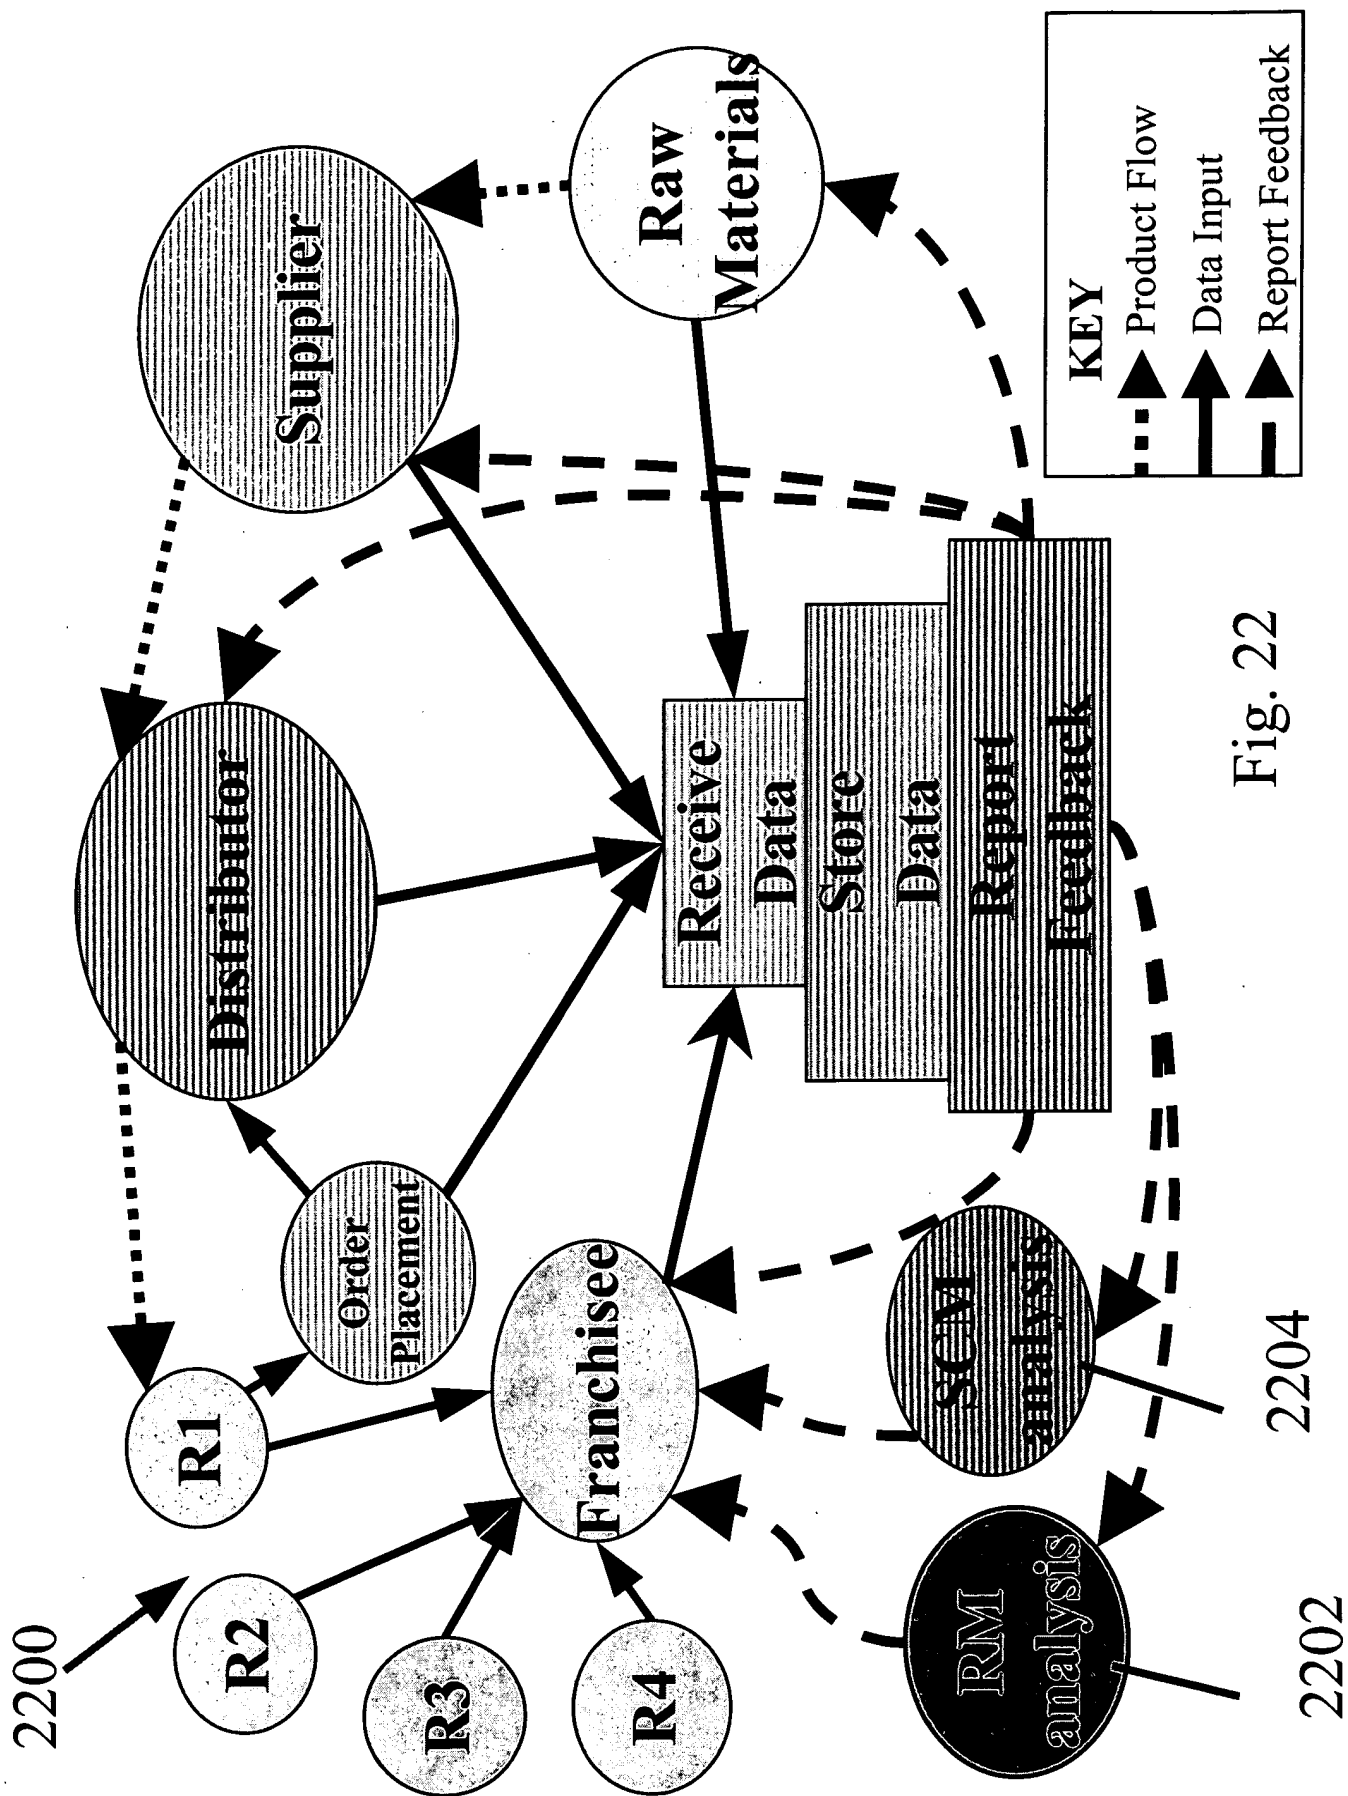 2200
R1
R2
R3
R4
Order
Placement
Distributor
Supplier
Raw
Materials
Franchisee
Receive
Data
Store
Data
Report
Feedback
SCM
analysis
RM
analysis
2202
2204
Fig. 22
KEY
Product Flow
Data Input
Report Feedback